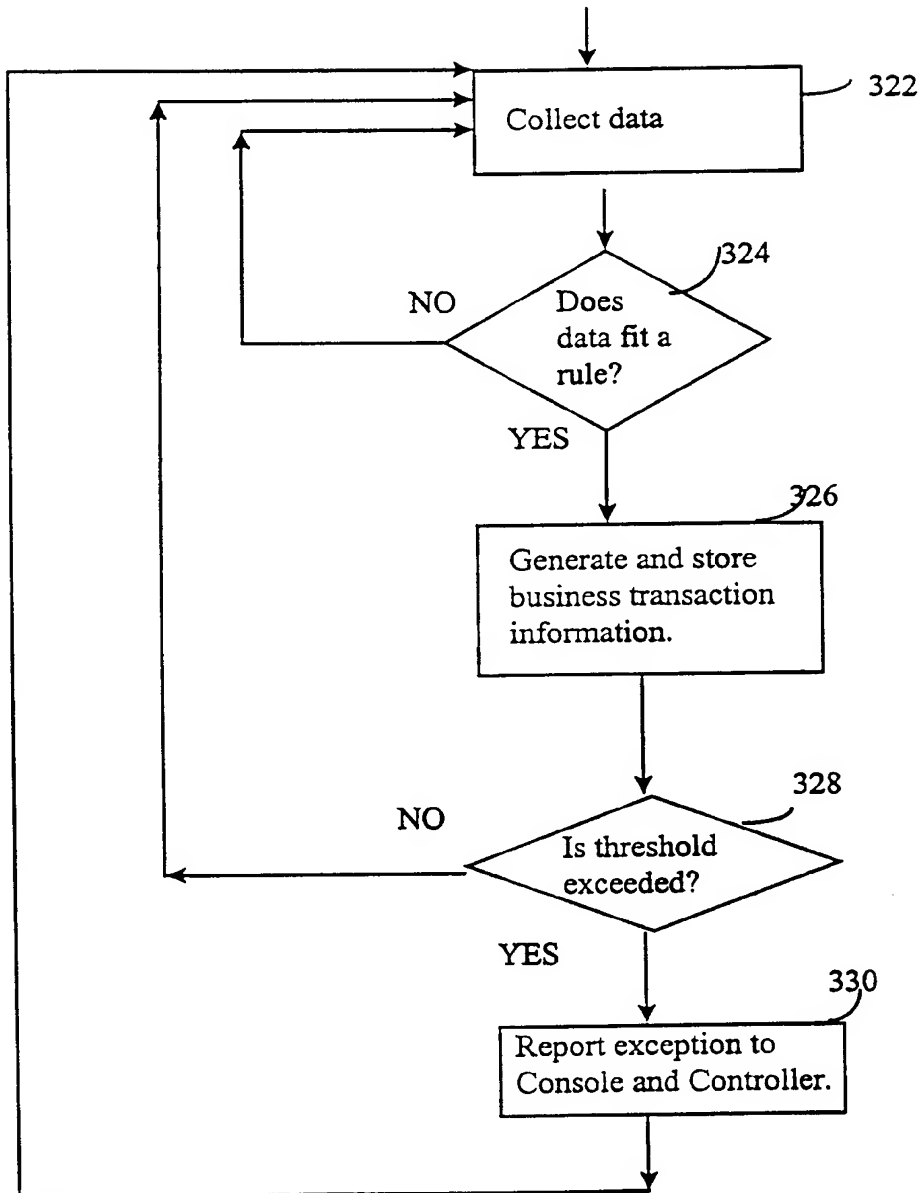 322
Collect data
324
NO
Does
data fit a
rule?
YES
326
Generate and store
business transaction
information.
328
NO
Is threshold
exceeded?
YES
330
Report exception to
Console and Controller.